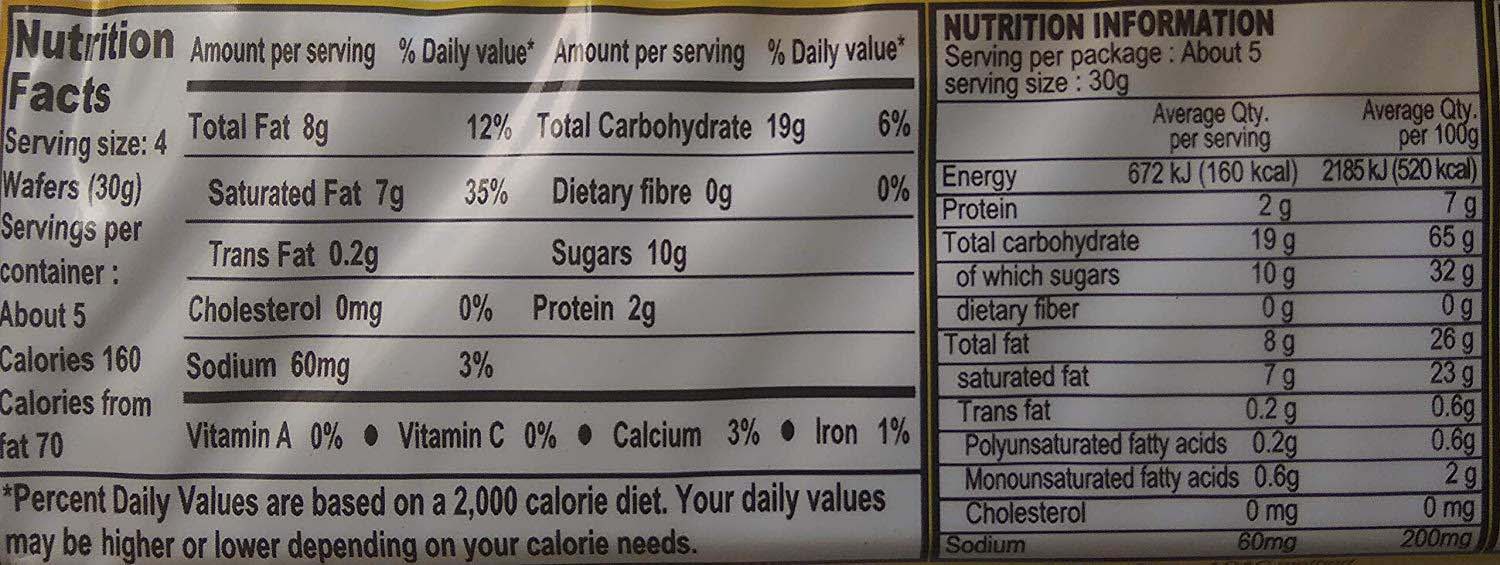 Nutrition Facts
Serving size: 4
Wafers (30g)
Servings per
container :
About 5
Calories 160
Calories from
fat 70
Amount per serving % Daily value* Amount per serving % Daily value*
Total Fat 8g 12% Total Carbohydrate 19g 6%
Saturated Fat 7g 35% Dietary fibre 0g 0%
Trans Fat 0.2g Sugars 10g
Cholesterol 0mg 0% Protein 2g
Sodium 60mg 3%
Vitamin A 0% ● Vitamin C 0% ● Calcium 3% ● Iron 1%
*Percent Daily Values are based on a 2,000 calorie diet. Your daily values
may be higher or lower depending on your calorie needs.
NUTRITION INFORMATION
Serving per package : About 5
serving size : 30g
Average Qty. Average Qty.
per serving per 100g
Energy 672 kJ (160 kcal) 2185 kJ (520 kcal)
Protein 2 g 7 g
Total carbohydrate 19 g 65 g
of which sugars 10 g 32 g
dietary fiber 0 g 0 g
Total fat 8 g 26 g
saturated fat 7 g 23 g
Trans fat 0.2 g 0.6g
Polyunsaturated fatty acids 0.2g 0.6g
Monounsaturated fatty acids 0.6g 2 g
Cholesterol 0 mg 0 mg
Sodium 60mg 200mg